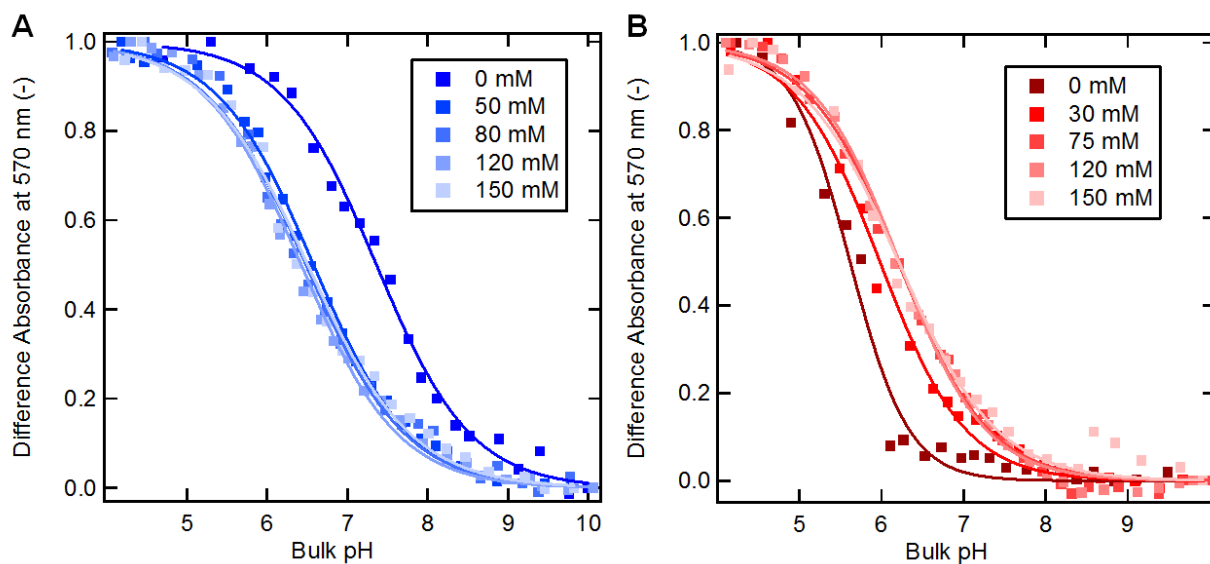 A
Difference Absorbance at 570 nm (-)
1.0
0.8
0.6
0.4
0.2
0.0
0 mM
50 mM
80 mM
120 mM
150 mM
5 6 7 8 9 10
Bulk pH
B
Difference Absorbance at 570 nm (-)
1.0
0.8
0.6
0.4
0.2
0.0
0 mM
30 mM
75 mM
120 mM
150 mM
5 6 7 8 9
Bulk pH